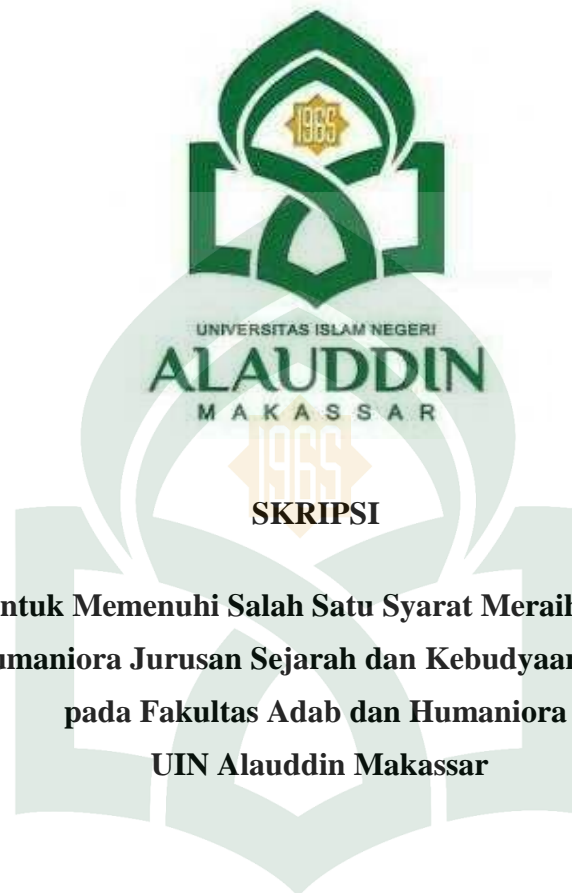 1965
UNIVERSITAS ISLAM NEGERI
ALAUDDIN
MAKASSAR
1965
SKRIPSI
ntuk Memenuhi Salah Satu Syarat Meraih
umaniora Jurusan Sejarah dan Kebudyaan
pada Fakultas Adab dan Humaniora
UIN Alauddin Makassar